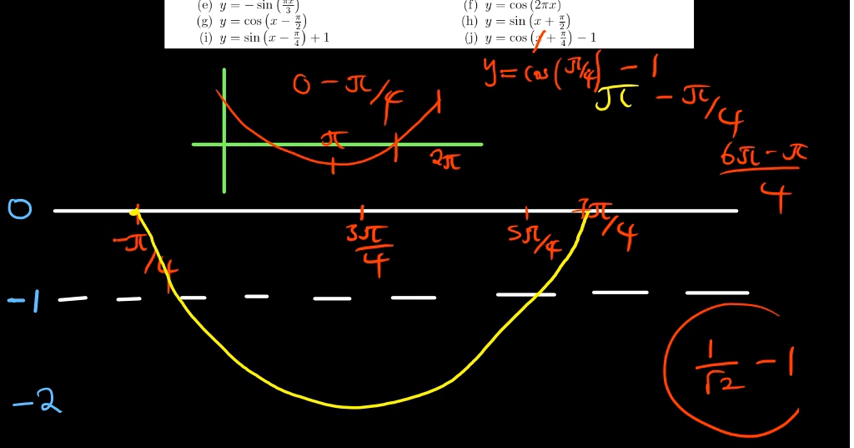 (e) y = − sin (πx/3)
(f) y = cos (2πx)
(g) y = cos (x − π/2)
(h) y = sin (x + π/2)
(i) y = sin (x − π/4) + 1
(j) y = cos (x + π/4) − 1
y = cos (π/4) − 1
0 − π/4
π − π/4
π
2π
6π − π
4
0
−π/4
3π/4
5π/4
7π/4
−1
1/√2 − 1
−2